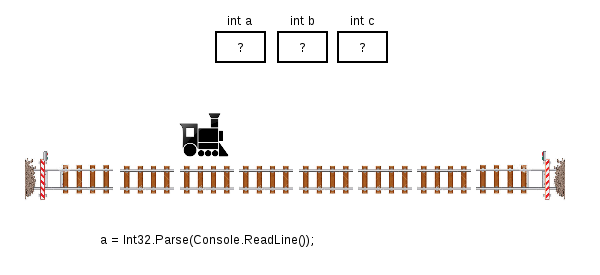 int a int b int c
? ? ?
a = Int32.Parse(Console.ReadLine());